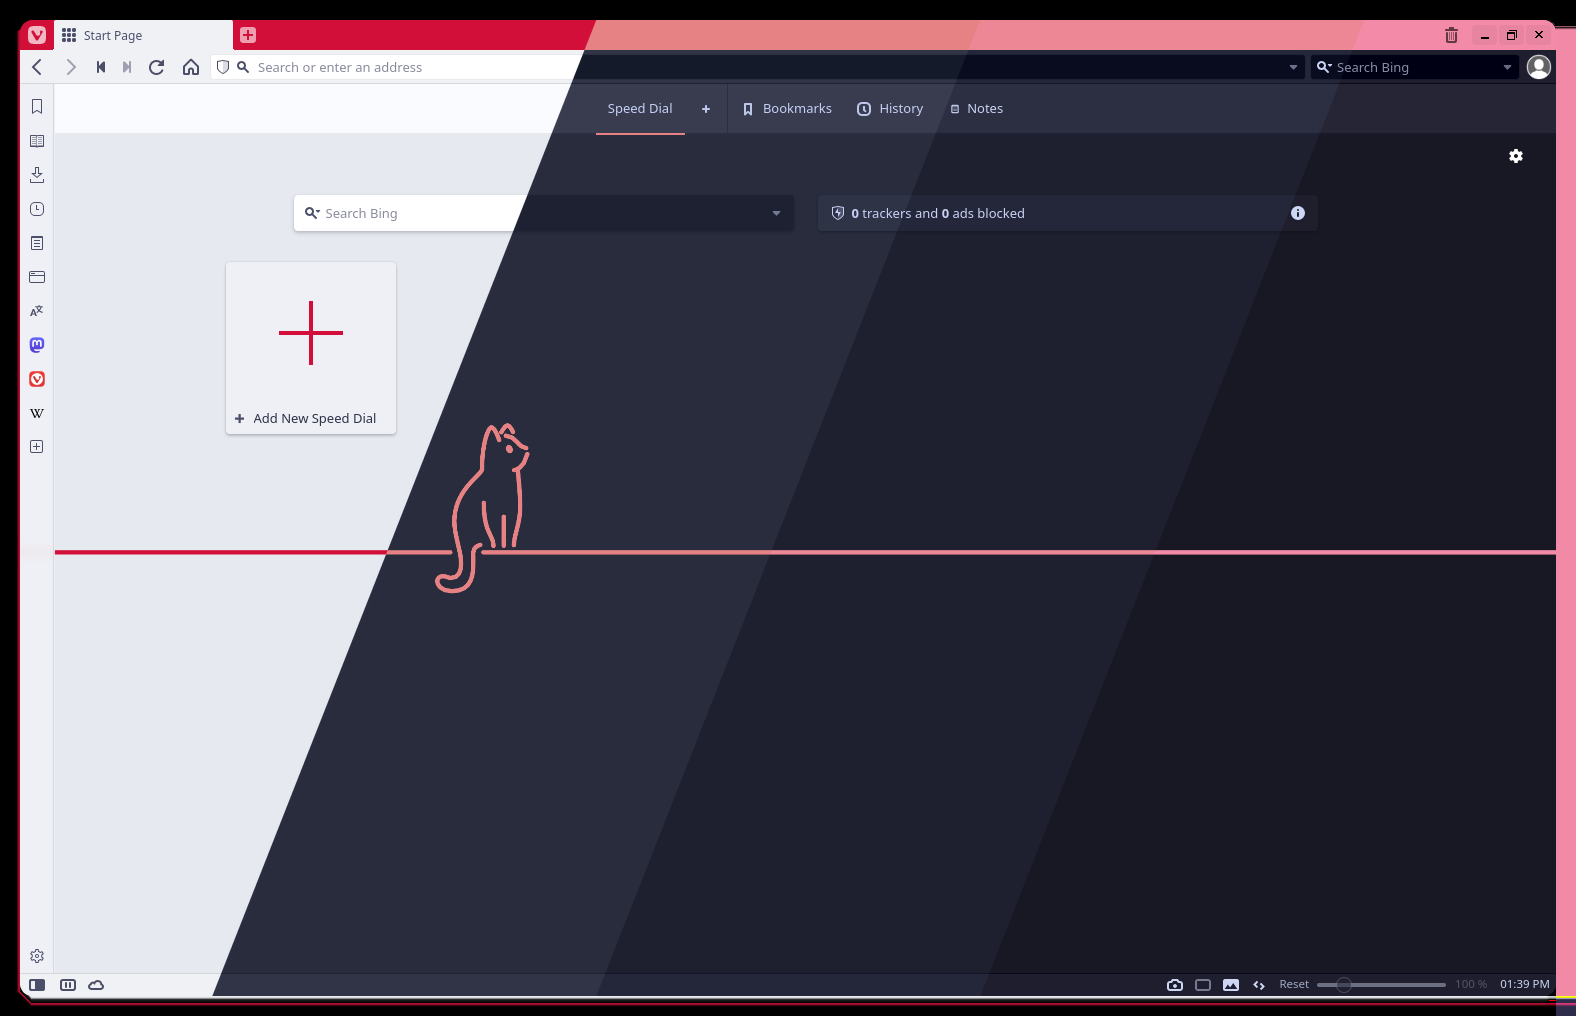 Start Page
Search or enter an address
Search Bing
Speed Dial
Bookmarks
History
Notes
Search Bing
0 trackers and 0 ads blocked
Add New Speed Dial
W
Reset
100 %
01:39 PM